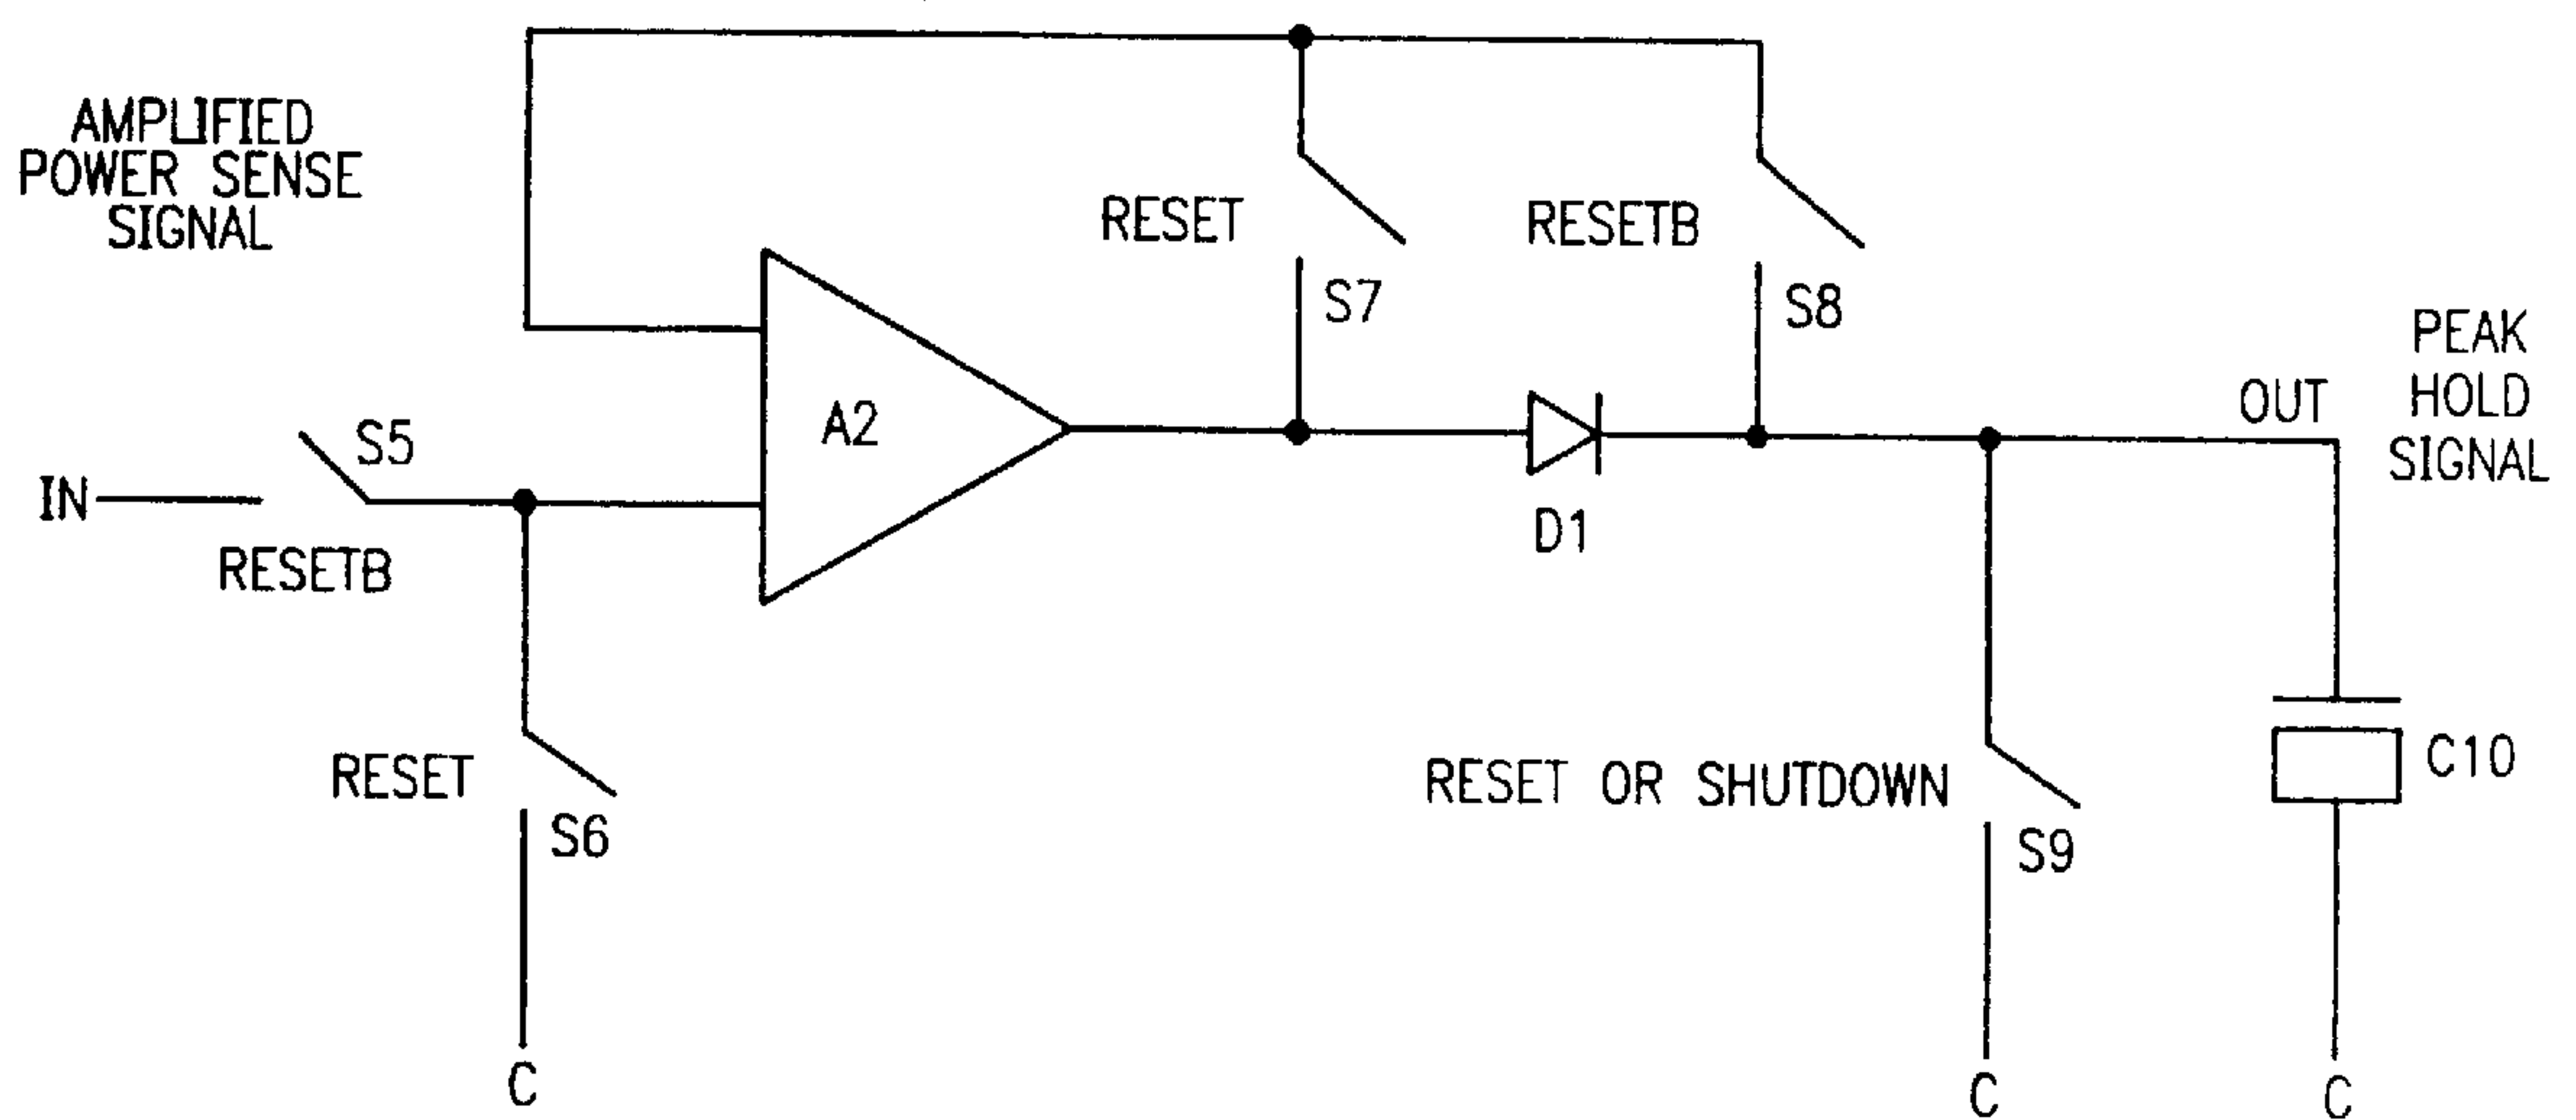 AMPLIFIED
POWER SENSE
SIGNAL
RESET
RESETB
S7
S8
PEAK
HOLD
SIGNAL
OUT
A2
S5
IN
D1
RESETB
RESET
S6
RESET OR SHUTDOWN
S9
C10
C
C
C